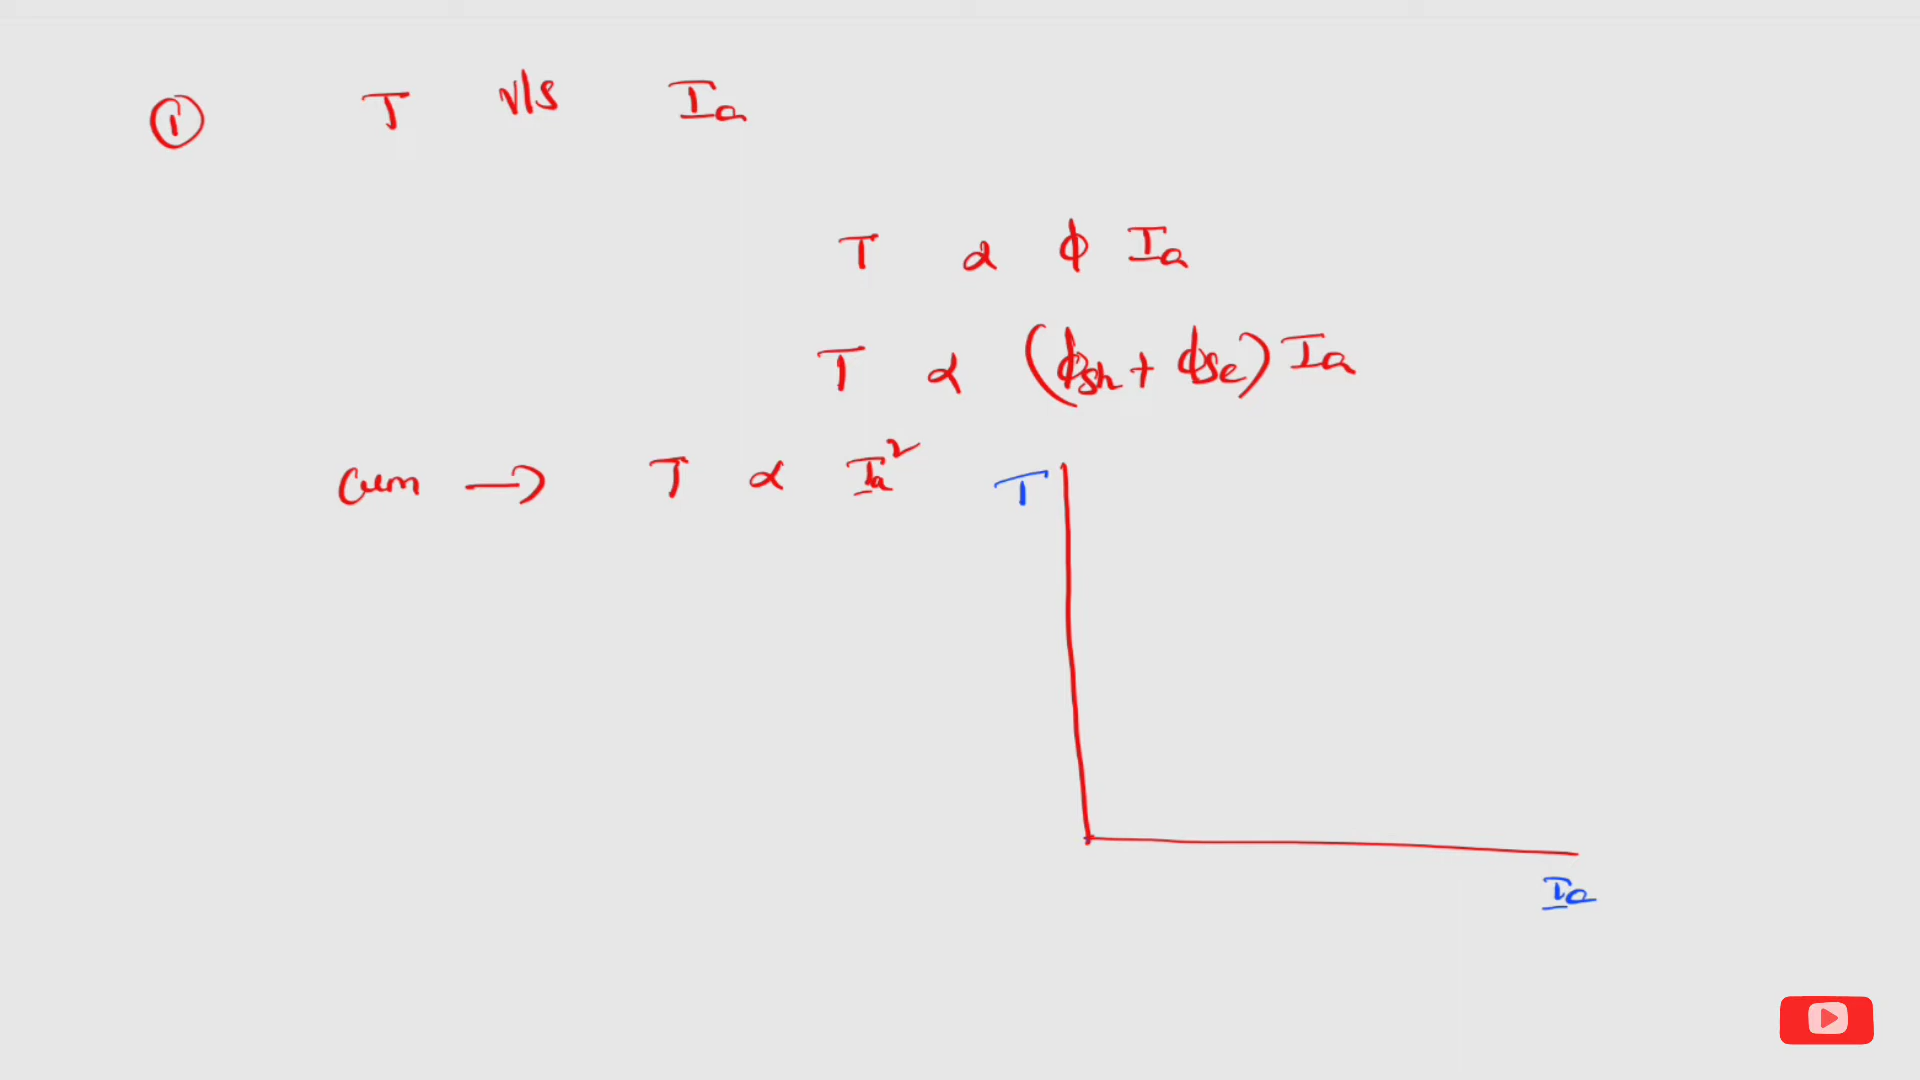 ① T v/s Ia
T α ϕ Ia
T α (ϕsh + ϕse) Ia
Cum → T α Ia²
T
Ia